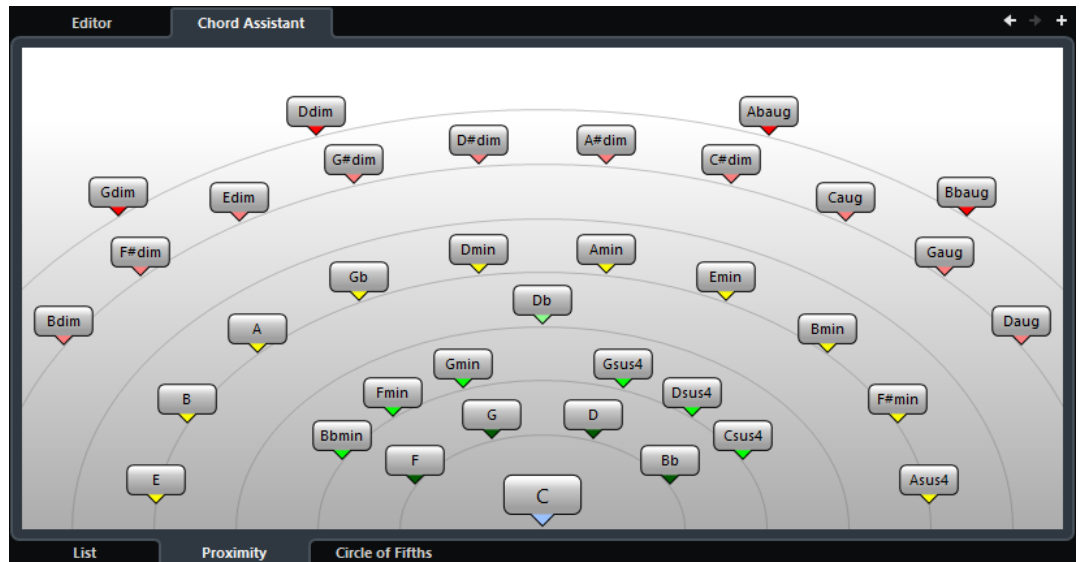 Editor
Chord Assistant
Ddim
Abaug
D#dim
A#dim
G#dim
C#dim
Gdim
Edim
Caug
Bbaug
F#dim
Dmin
Amin
Gaug
Gb
Emin
Db
Bdim
A
Bmin
Daug
Gmin
Gsus4
Fmin
Dsus4
B
F#min
G
D
Bbmin
Csus4
F
Bb
E
Asus4
C
List
Proximity
Circle of Fifths